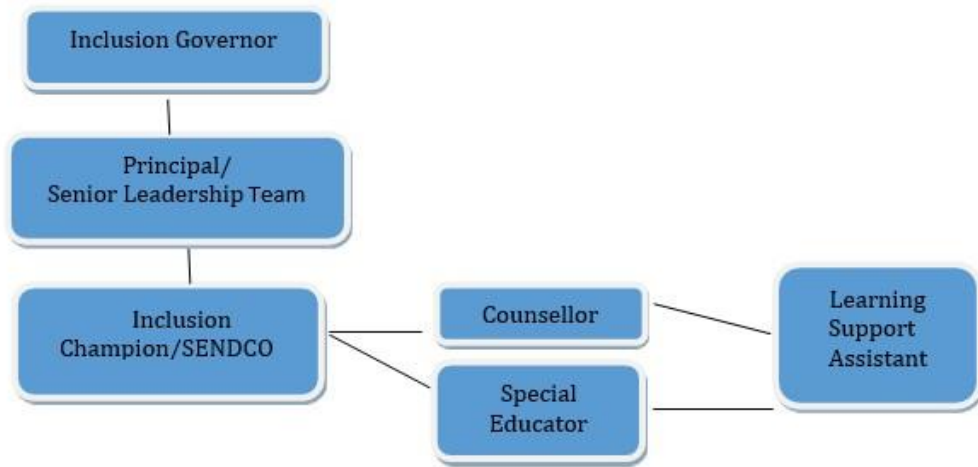 Inclusion Governor
Principal/
Senior Leadership Team
Inclusion
Champion/SENDCO
Counsellor
Special
Educator
Learning
Support
Assistant